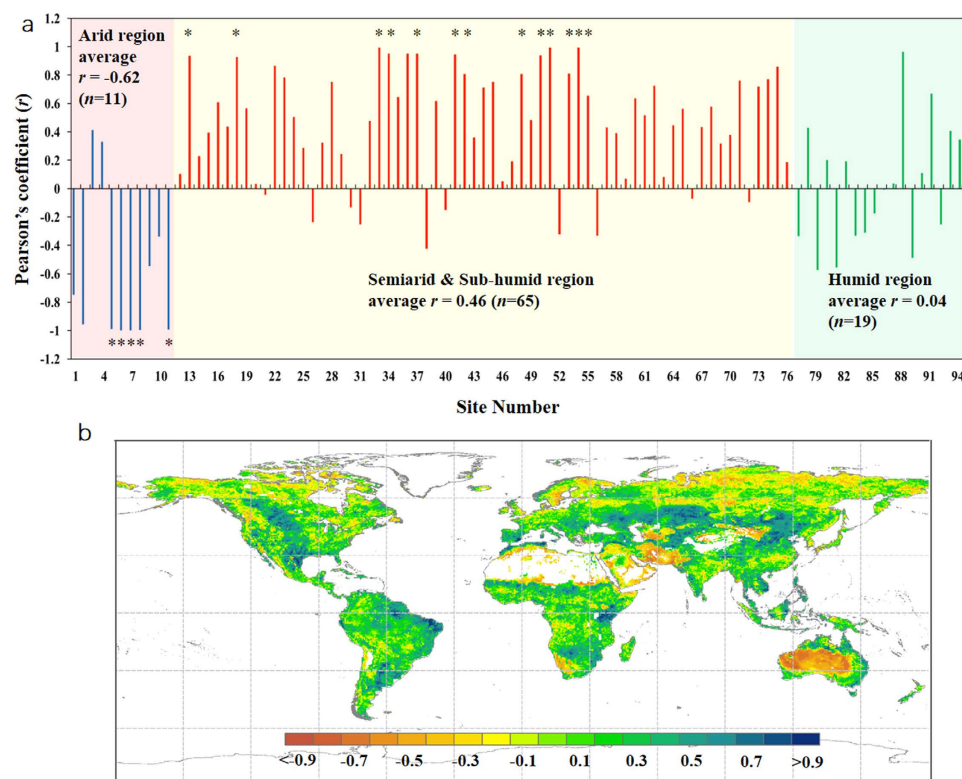 a
1.2
1
0.8
0.6
0.4
0.2
0
-0.2
-0.4
-0.6
-0.8
-1
-1.2
Pearson's coefficient (r)
Arid region
average
r = -0.62
(n=11)
* * * * * * * * * * * * * *
Semiarid & Sub-humid region
average r = 0.46 (n=65)
Humid region
average r = 0.04
(n=19)
* * * * *
1 4 7 10 13 16 19 22 25 28 31 34 37 40 43 46 49 52 55 58 61 64 67 70 73 76 79 82 85 88 91 94
Site Number
b
<-0.9 -0.7 -0.5 -0.3 -0.1 0.1 0.3 0.5 0.7 >0.9